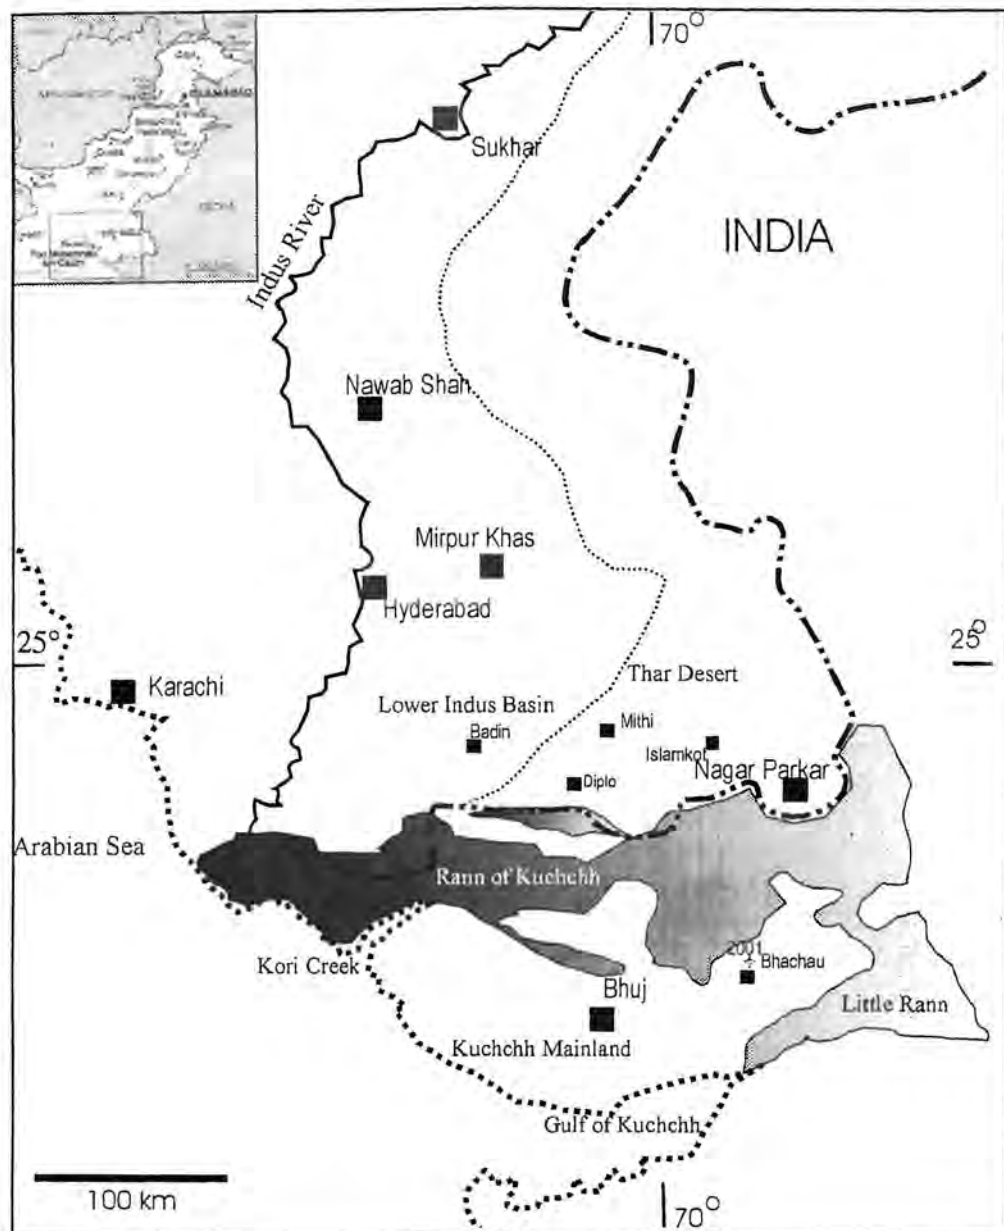 70°
Sukhar
INDIA
Indus River
Nawab Shah
Mirpur Khas
Hyderabad
25°
25°
Karachi
Thar Desert
Lower Indus Basin
Badin
Mithi
Islamkot
Diplo
Nagar Parkar
Arabian Sea
Rann of Kuchchh
2001
Bhachau
Kori Creek
Bhuj
Little Rann
Kuchchh Mainland
Gulf of Kuchchh
100 km
70°